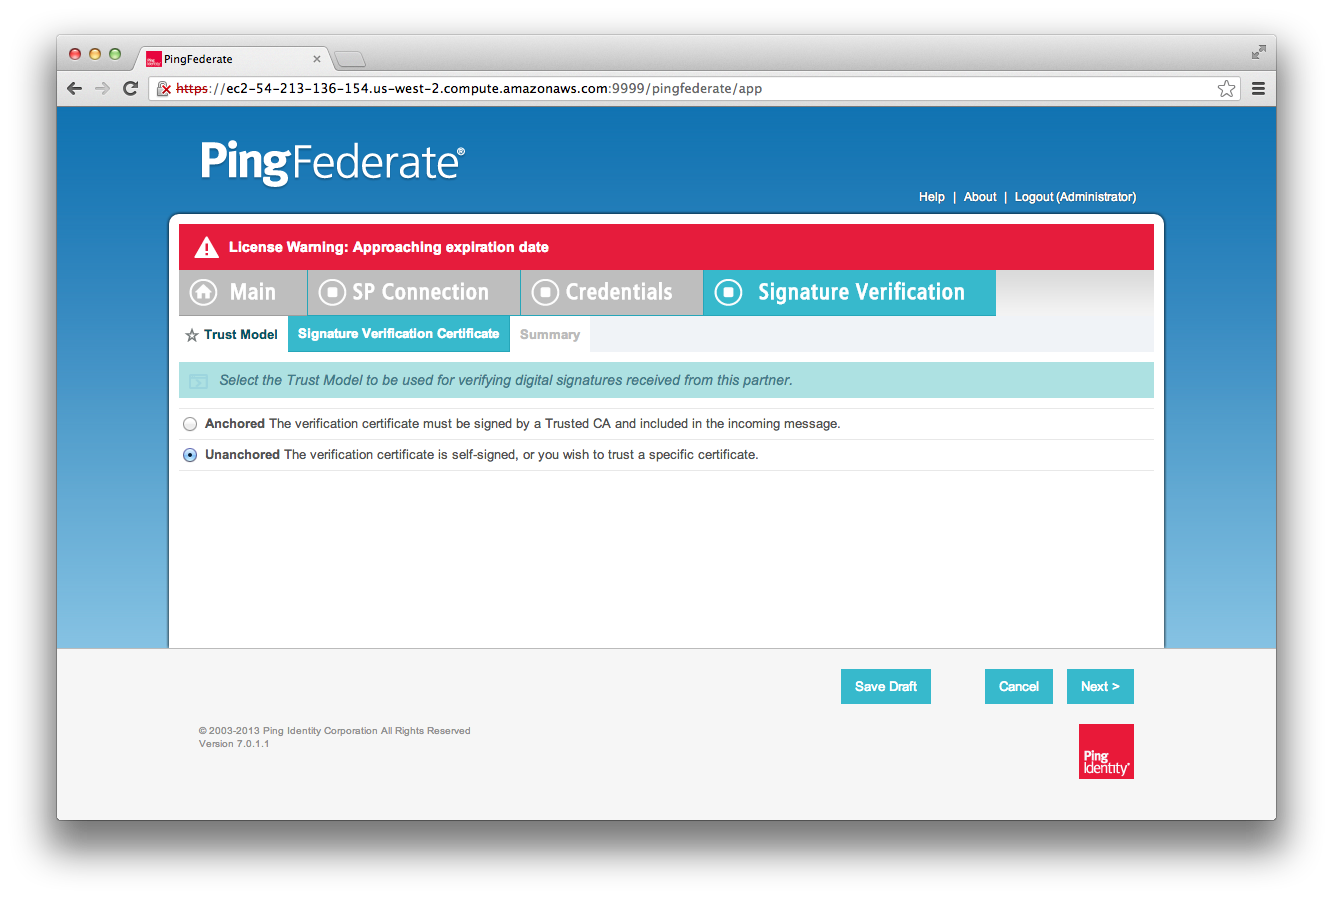 PingFederate
https://ec2-54-213-136-154.us-west-2.compute.amazonaws.com:9999/pingfederate/app
PingFederate®
Help | About | Logout (Administrator)
License Warning: Approaching expiration date
Main SP Connection Credentials Signature Verification
Trust Model Signature Verification Certificate Summary
Select the Trust Model to be used for verifying digital signatures received from this partner.
Anchored The verification certificate must be signed by a Trusted CA and included in the incoming message.
Unanchored The verification certificate is self-signed, or you wish to trust a specific certificate.
Save Draft Cancel Next >
© 2003-2013 Ping Identity Corporation All Rights Reserved
Version 7.0.1.1
Ping
Identity